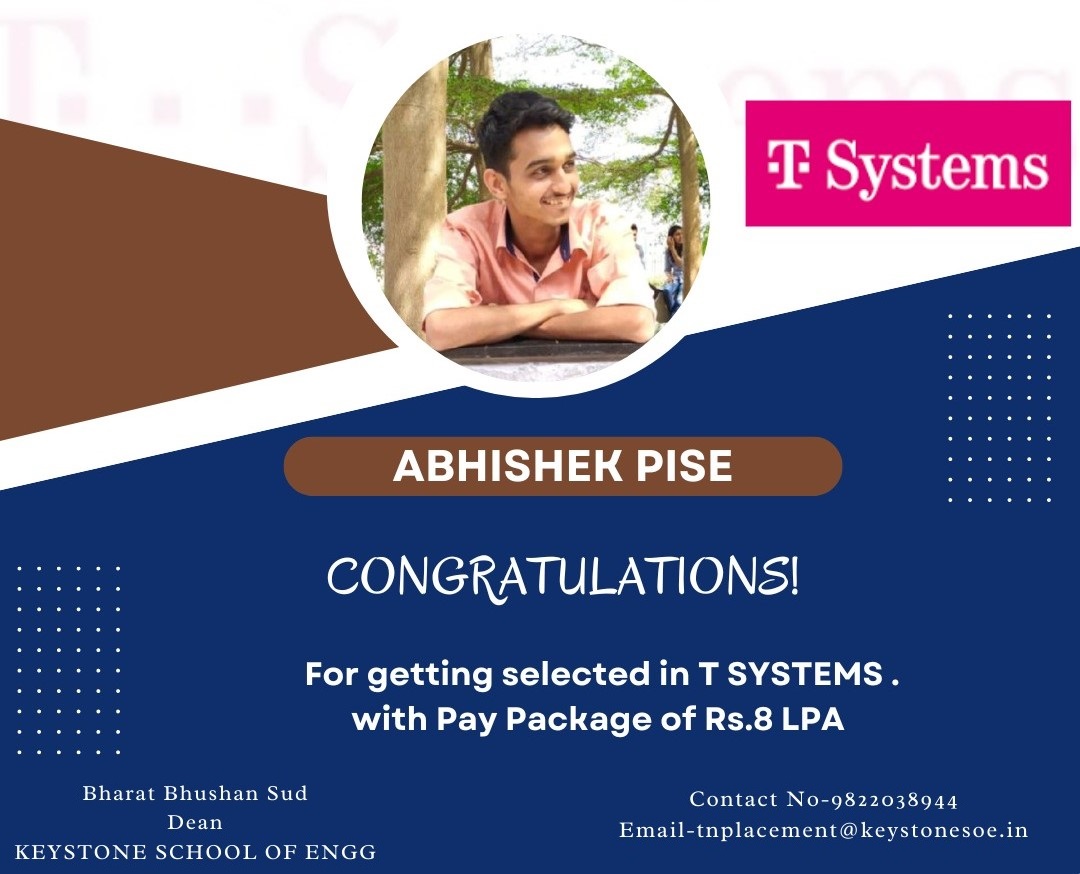 T Systems
ABHISHEK PISE
CONGRATULATIONS!
For getting selected in T SYSTEMS .
with Pay Package of Rs.8 LPA
Bharat Bhushan Sud
Dean
KEYSTONE SCHOOL OF ENGG
Contact No-9822038944
Email-tnplacement@keystonesoe.in